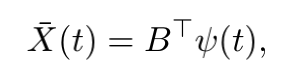 X̄(t) = B^⊤ψ(t),